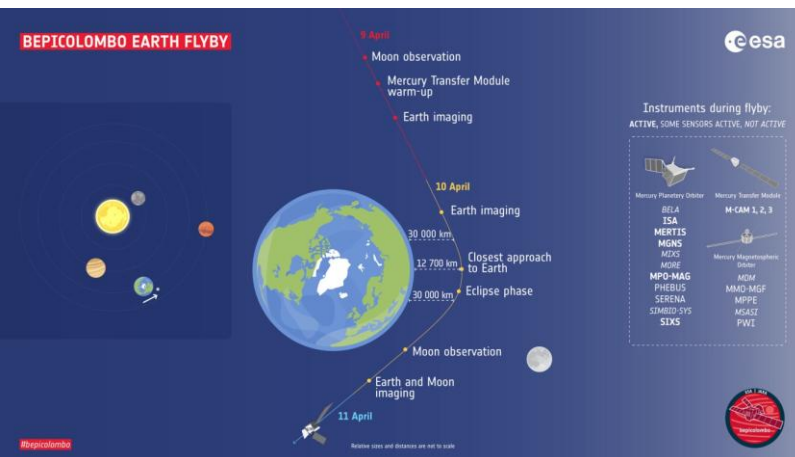 BEPICOLOMBO EARTH FLYBY
esa
9 April
Moon observation
Mercury Transfer Module
warm-up
Earth imaging
10 April
Earth imaging
30 000 km
12 700 km
Closest approach
to Earth
30 000 km
Eclipse phase
Moon observation
Earth and Moon
imaging
11 April
Relative sizes and distances are not to scale
#bepicolombo
Instruments during flyby:
ACTIVE, SOME SENSORS ACTIVE, NOT ACTIVE
Mercury Planetery Orbiter
BELA
ISA
MERTIS
MGNS
MIXS
MORE
MPO-MAG
PHEBUS
SERENA
SIMBIO-SYS
SIXS
Mercury Transfer Module
M-CAM 1, 2, 3
Mercury Magnetospheric
Orbiter
MDM
MMO-MGF
MPPE
MSASI
PWI
bepicolombo